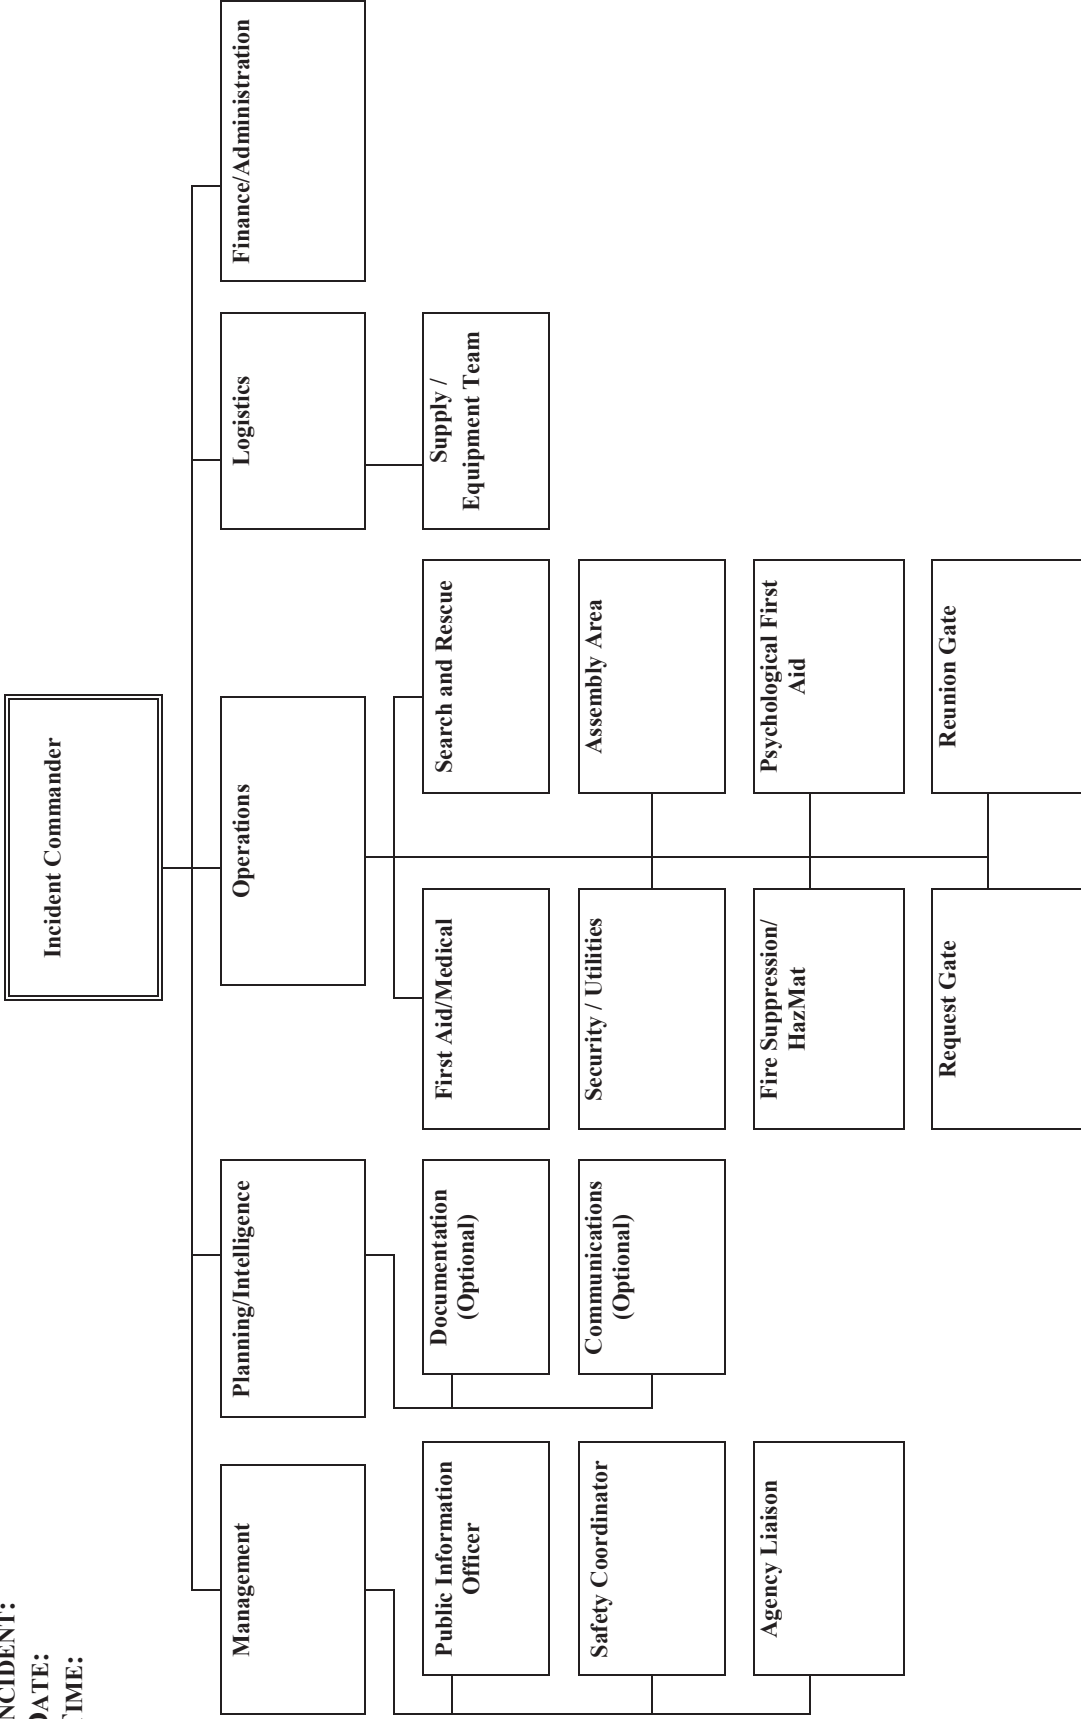 NCIDENT:
DATE:
TIME:
Incident Commander
Management
Planning/Intelligence
Operations
Logistics
Finance/Administration
Public Information
Officer
Documentation
(Optional)
First Aid/Medical
Search and Rescue
Supply /
Equipment Team
Safety Coordinator
Communications
(Optional)
Security / Utilities
Assembly Area
Agency Liaison
Fire Suppression/
HazMat
Psychological First
Aid
Request Gate
Reunion Gate